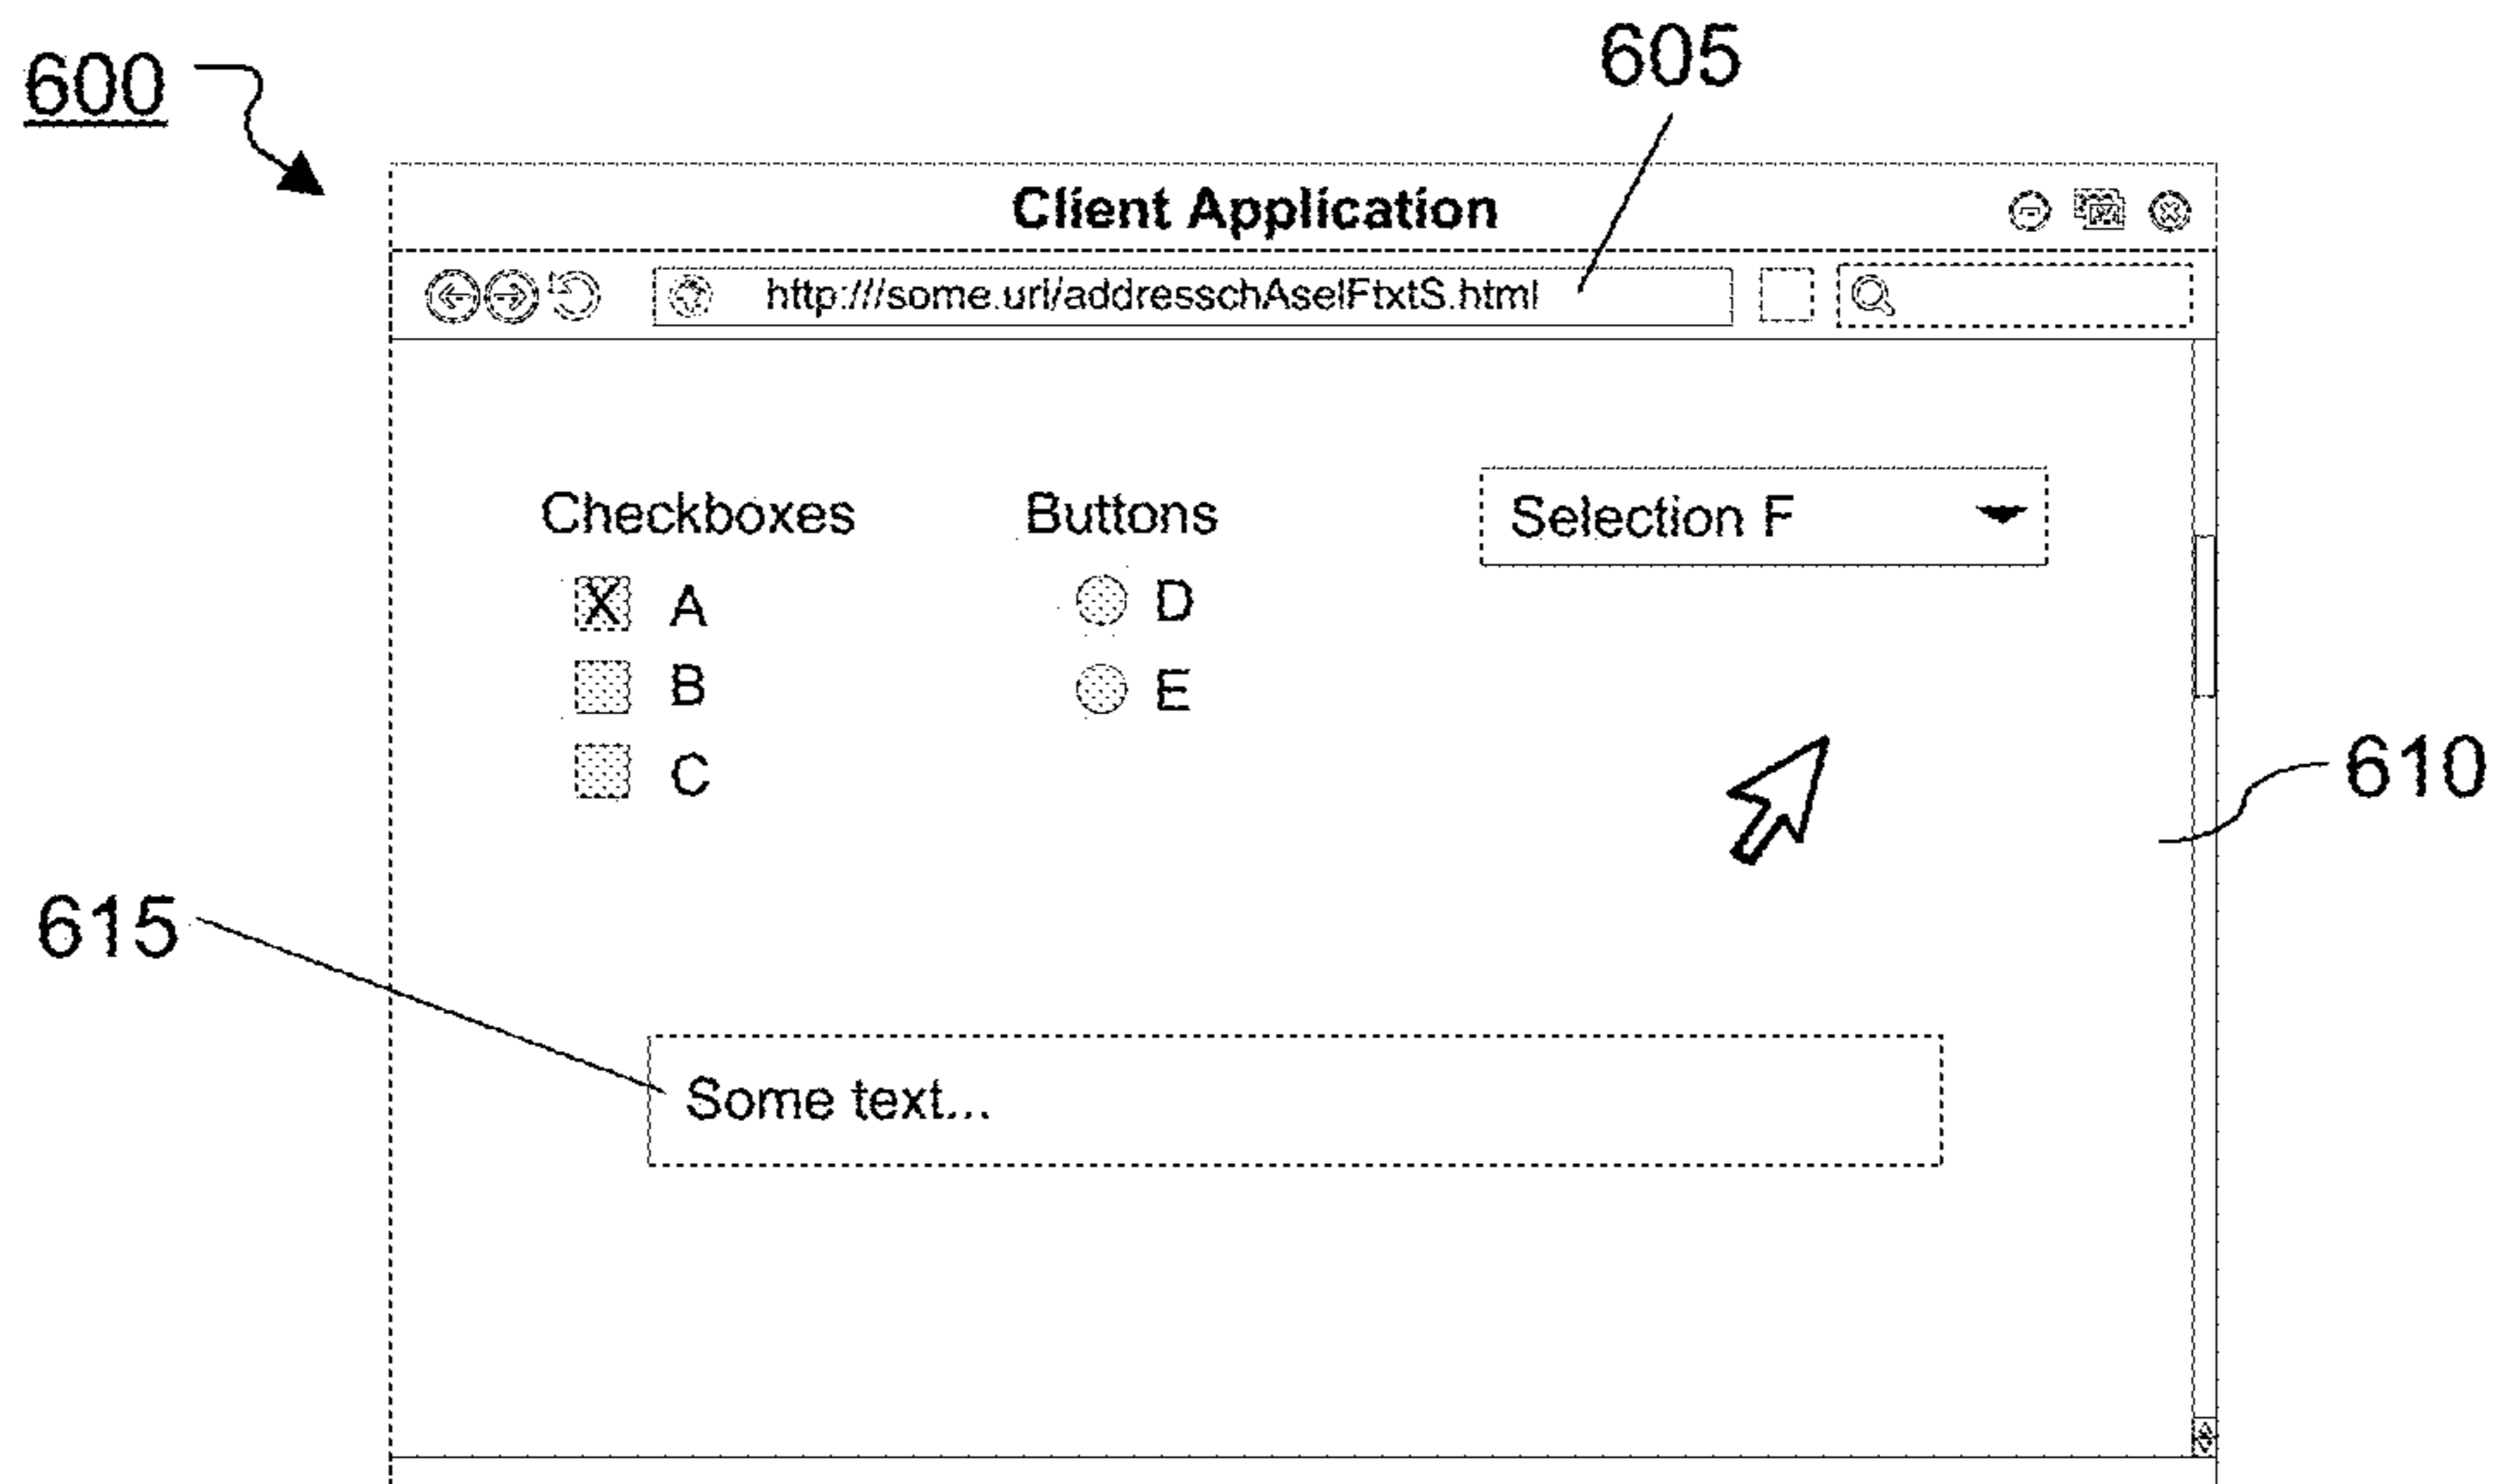 600
605
Client Application
http:///some.url/addresschAselFtxtS.html
Checkboxes
Buttons
Selection F
X A
D
B
E
C
610
615
Some text...